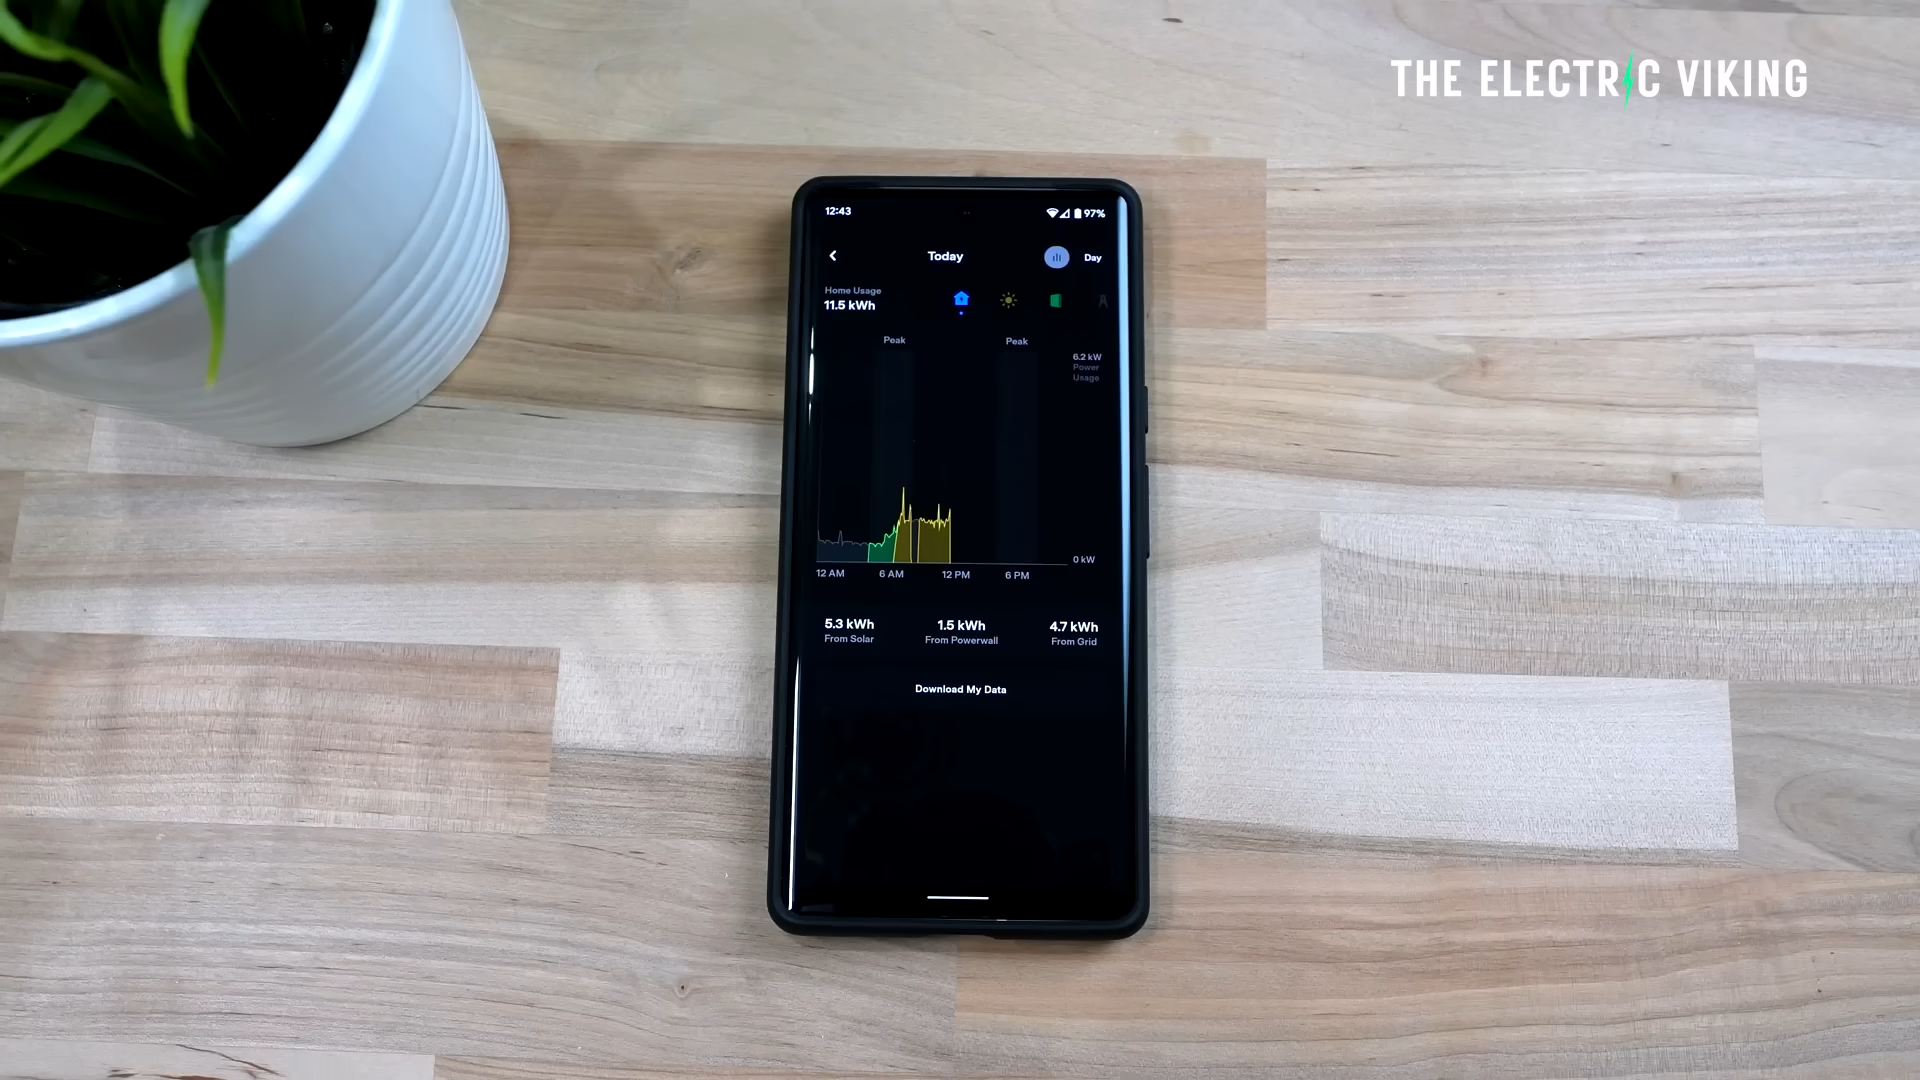 THE ELECTRIC VIKING
12:43
97%
Today
Day
Home Usage
11.5 kWh
Peak
Peak
6.2 kW
Power
Usage
0 kW
12 AM
6 AM
12 PM
6 PM
5.3 kWh
From Solar
1.5 kWh
From Powerwall
4.7 kWh
From Grid
Download My Data